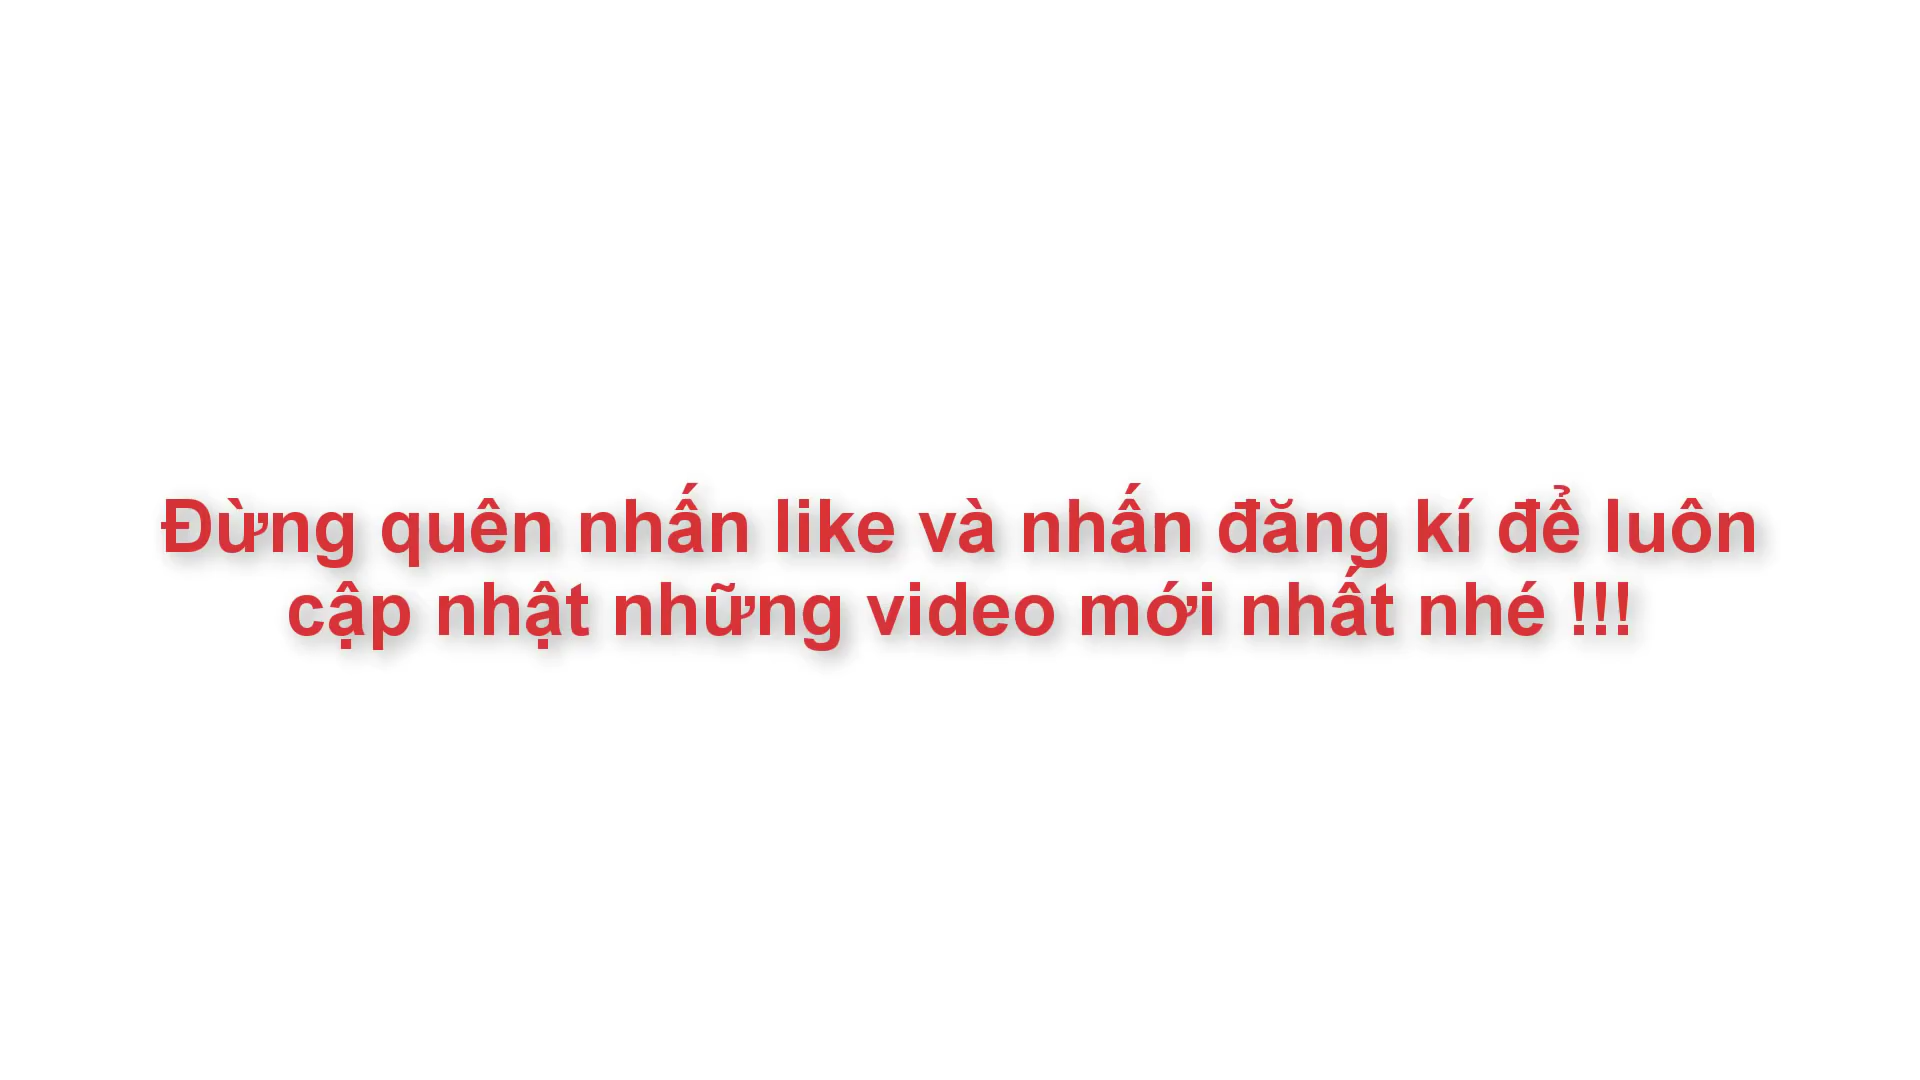 Đừng quên nhấn like và nhấn đăng kí để luôn
cập nhật những video mới nhất nhé !!!